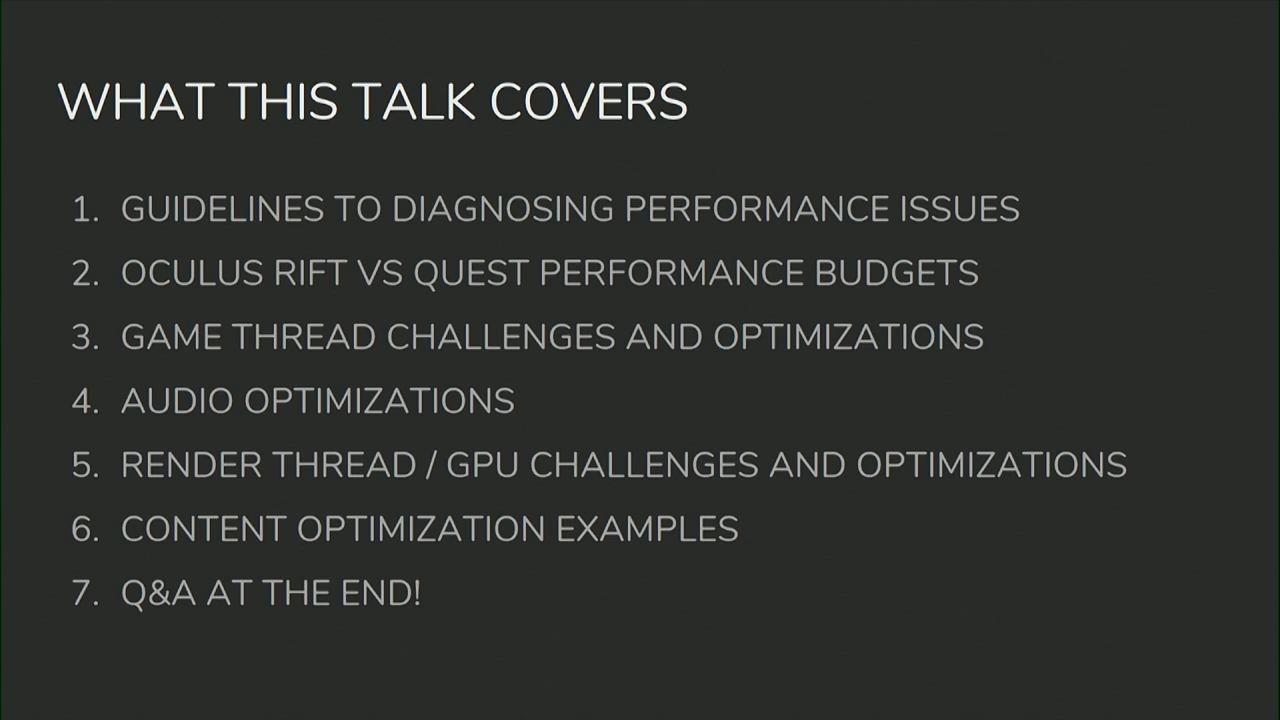 WHAT THIS TALK COVERS
1. GUIDELINES TO DIAGNOSING PERFORMANCE ISSUES
2. OCULUS RIFT VS QUEST PERFORMANCE BUDGETS
3. GAME THREAD CHALLENGES AND OPTIMIZATIONS
4. AUDIO OPTIMIZATIONS
5. RENDER THREAD / GPU CHALLENGES AND OPTIMIZATIONS
6. CONTENT OPTIMIZATION EXAMPLES
7. Q&A AT THE END!